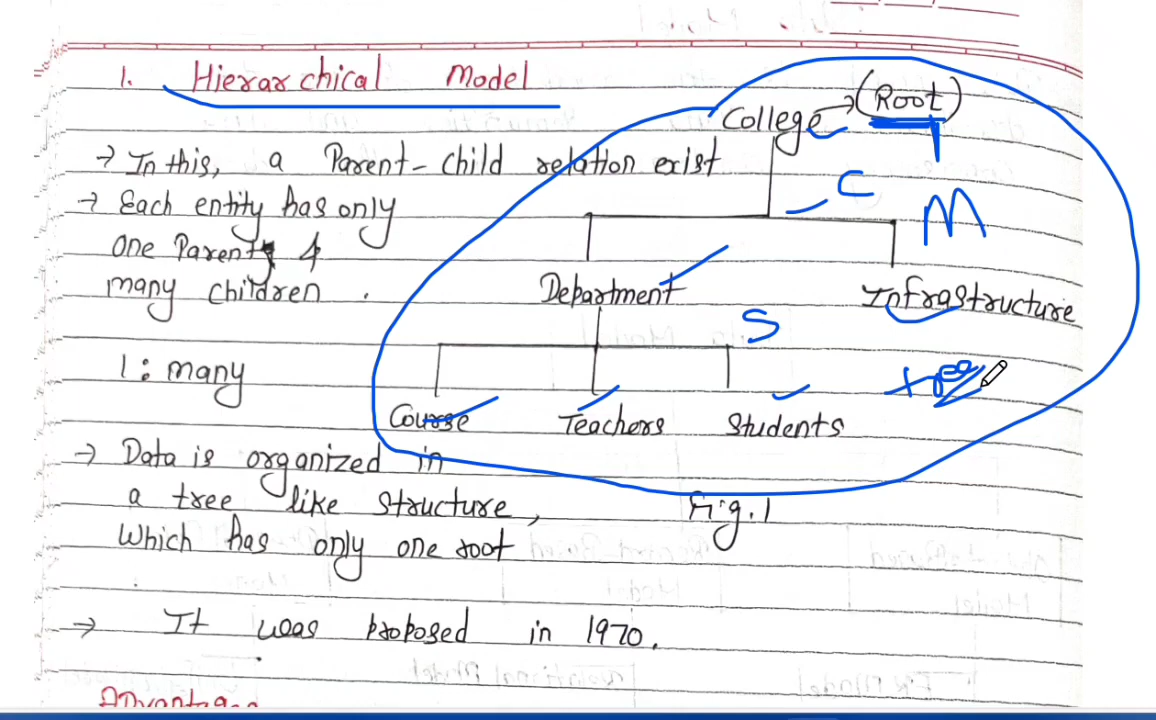 1. Hierarchical Model
College → (Root)
→ In this, a Parent-child relation exist
C
→ Each entity has only
M
one Parent &
many children.
Department
Infrastructure
S
1: many
tree
Course Teachers Students
→ Data is organized in
a tree like structure,
Fig.1
Which has only one root
→ It was proposed in 1970.
Advantage